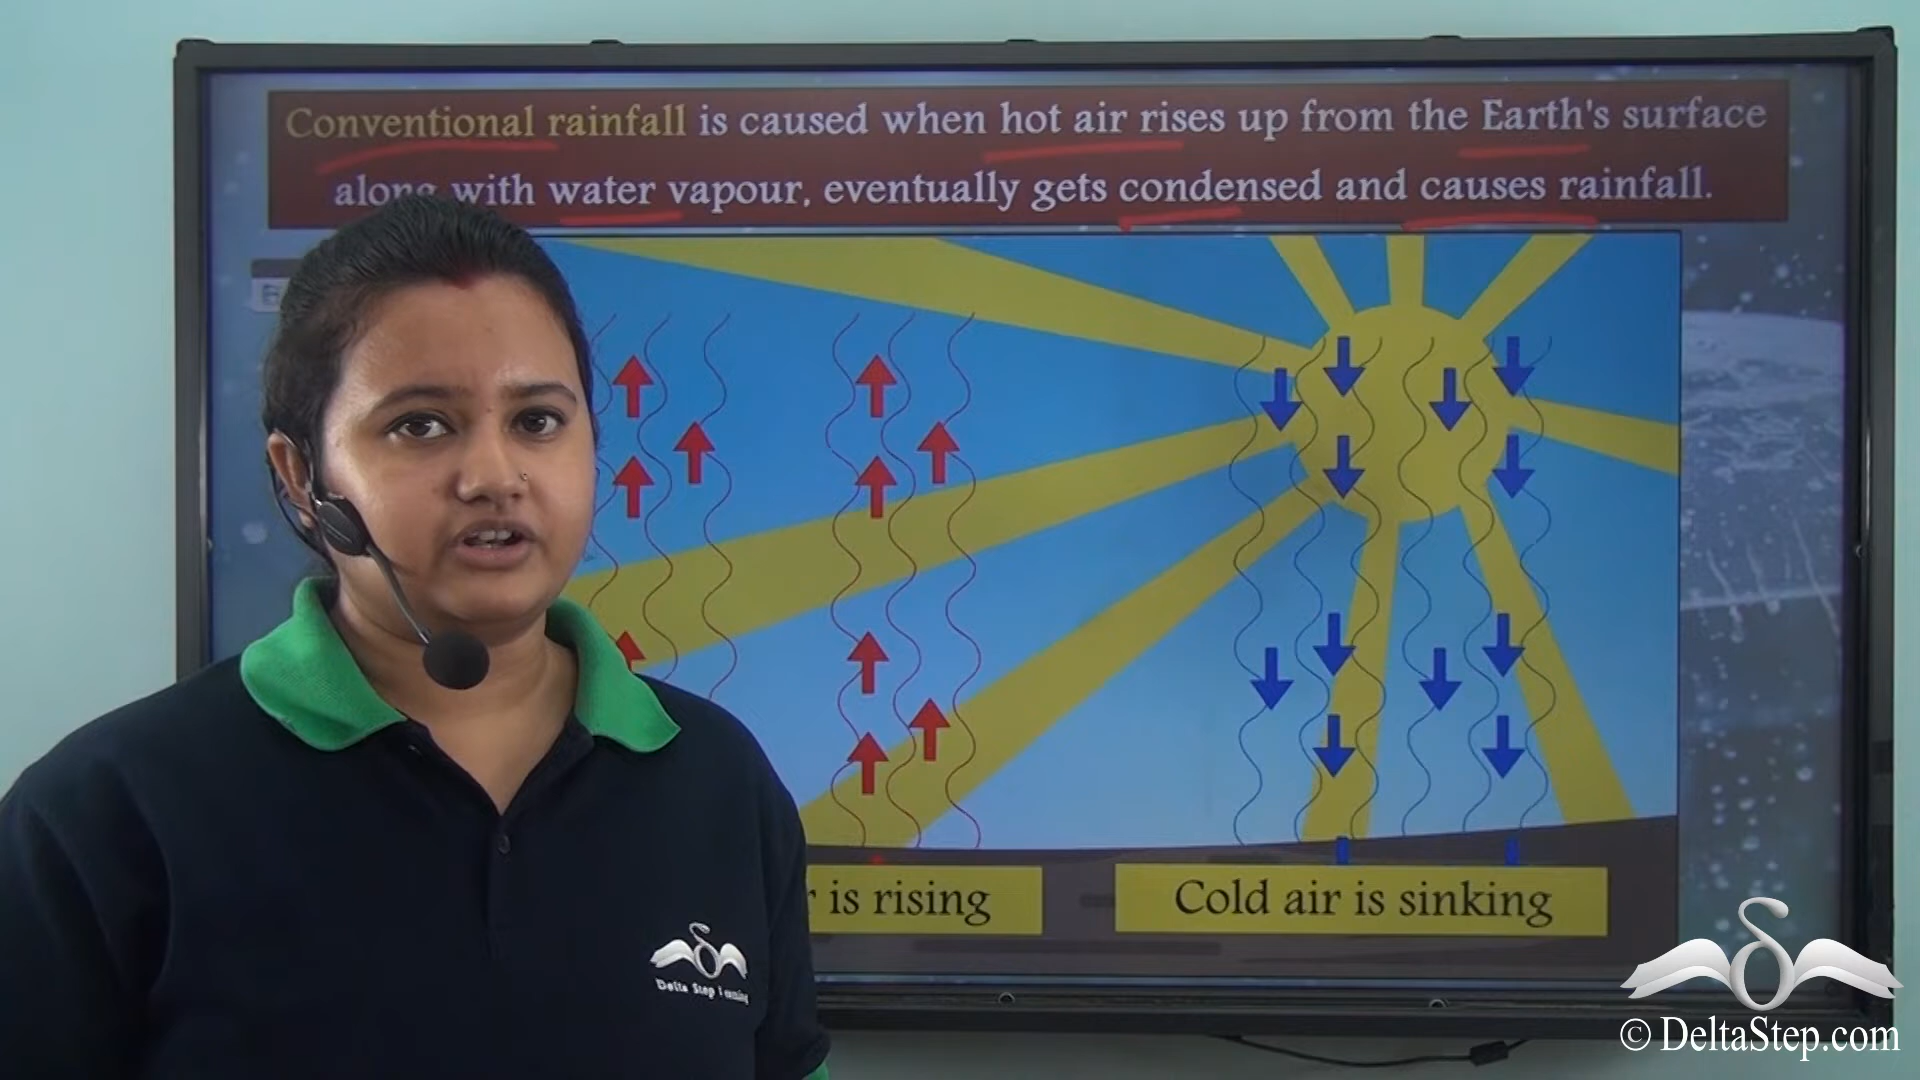 Conventional rainfall is caused when hot air rises up from the Earth's surface
along with water vapour, eventually gets condensed and causes rainfall.
r is rising
Cold air is sinking
Delta Step Learning
© DeltaStep.com